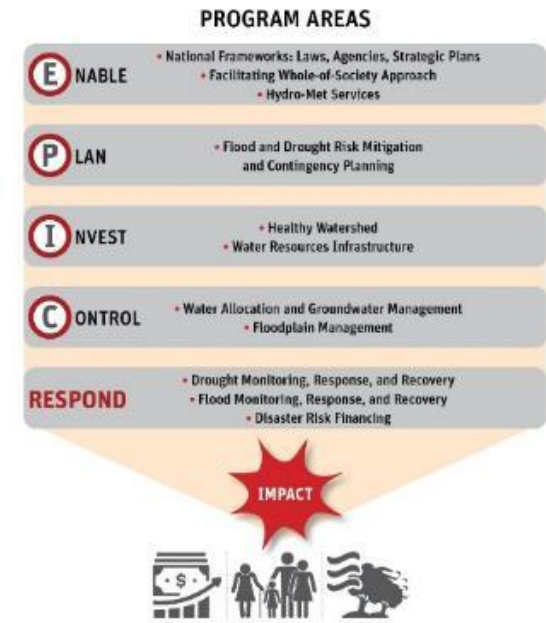 PROGRAM AREAS
ENABLE
• National Frameworks: Laws, Agencies, Strategic Plans
• Facilitating Whole-of-Society Approach
• Hydro-Met Services
PLAN
• Flood and Drought Risk Mitigation
and Contingency Planning
INVEST
• Healthy Watershed
• Water Resources Infrastructure
CONTROL
• Water Allocation and Groundwater Management
• Floodplain Management
RESPOND
• Drought Monitoring, Response, and Recovery
• Flood Monitoring, Response, and Recovery
• Disaster Risk Financing
IMPACT
$